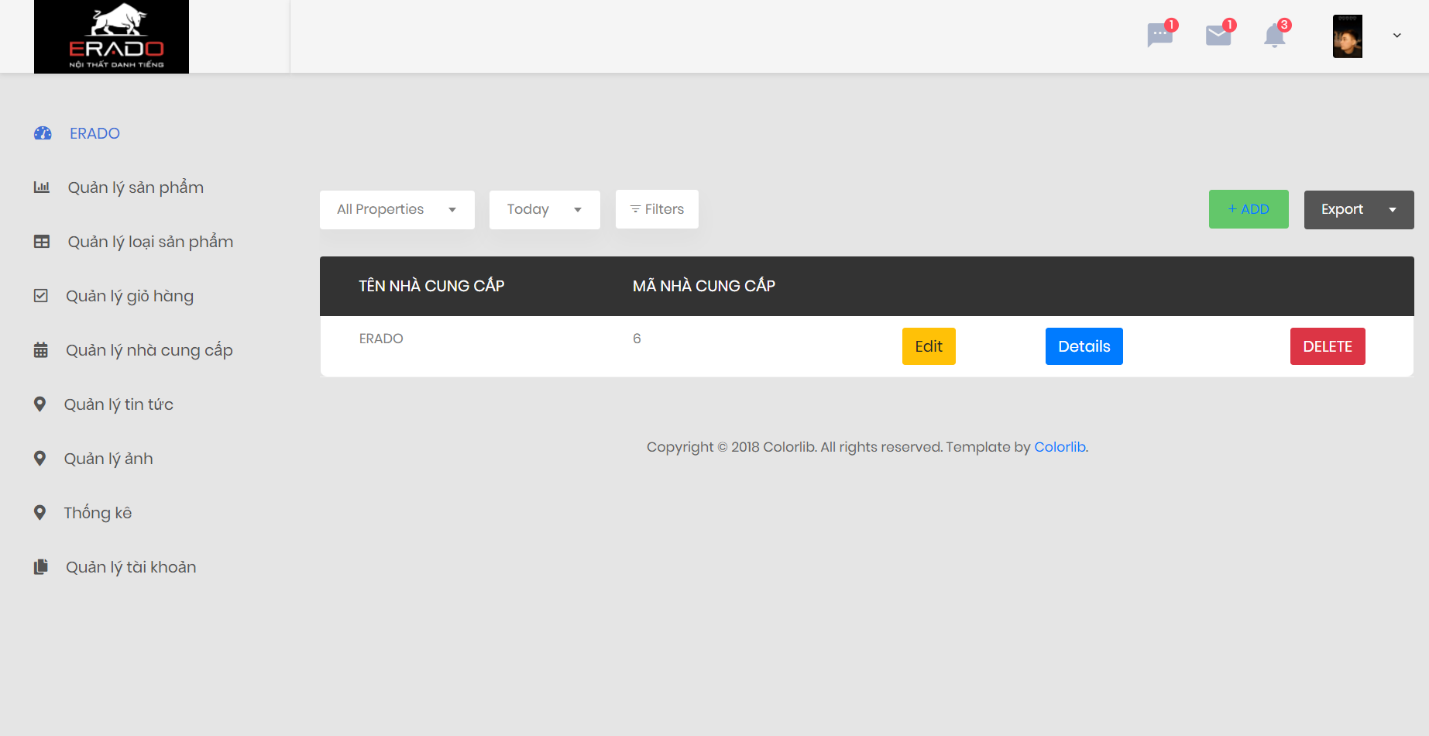 ERADO
NỘI THẤT DANH TIẾNG
1
1
3
ERADO
Quản lý sản phẩm
Quản lý loại sản phẩm
Quản lý giỏ hàng
Quản lý nhà cung cấp
Quản lý tin tức
Quản lý ảnh
Thống kê
Quản lý tài khoản
All Properties
Today
Filters
+ ADD
Export
TÊN NHÀ CUNG CẤP MÃ NHÀ CUNG CẤP
ERADO 6 Edit Details DELETE
Copyright © 2018 Colorlib. All rights reserved. Template by Colorlib.